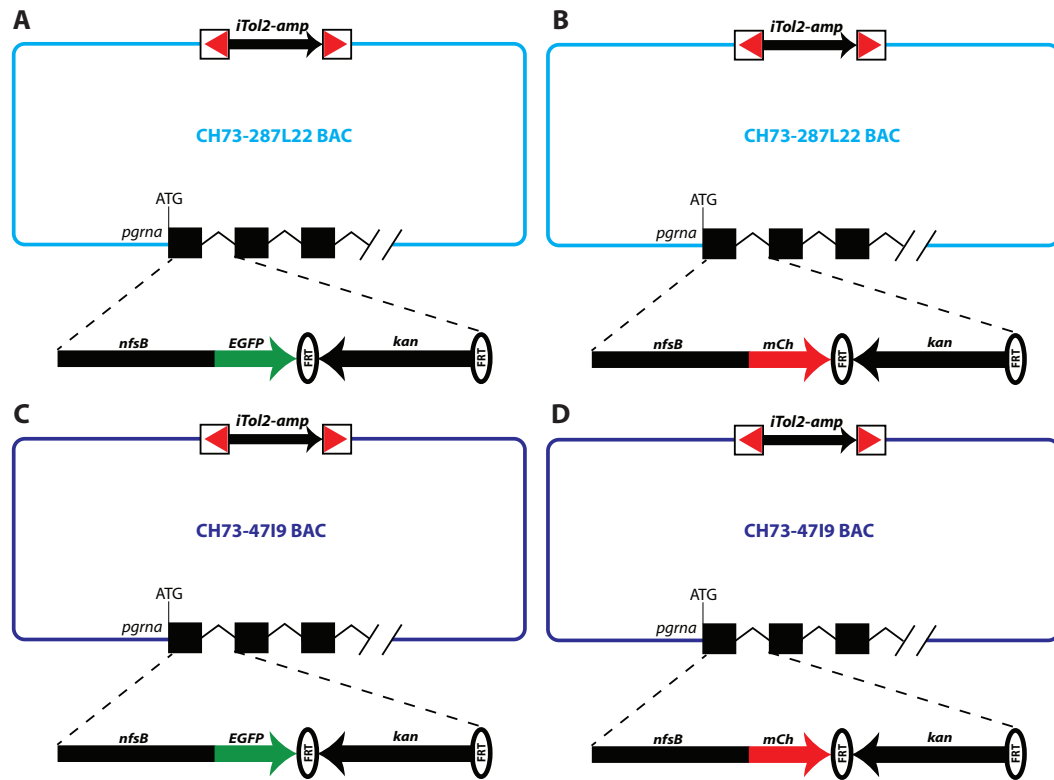 A
iTol2-amp
CH73-287L22 BAC
ATG
pgrna
nfsB EGFP FRT kan FRT
B
iTol2-amp
CH73-287L22 BAC
ATG
pgrna
nfsB mCh FRT kan FRT
C
iTol2-amp
CH73-47I9 BAC
ATG
pgrna
nfsB EGFP FRT kan FRT
D
iTol2-amp
CH73-47I9 BAC
ATG
pgrna
nfsB mCh FRT kan FRT